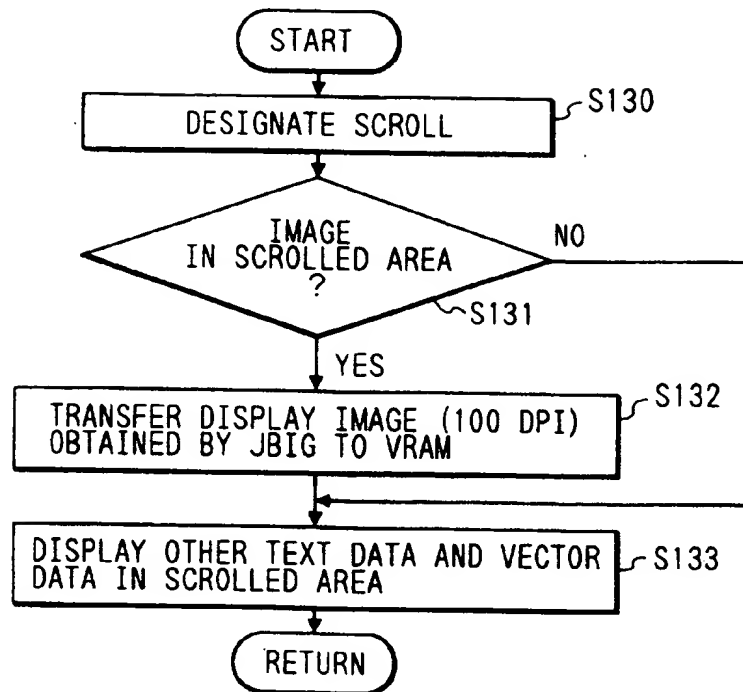 START
DESIGNATE SCROLL
S130
IMAGE
IN SCROLLED AREA
?
NO
S131
YES
TRANSFER DISPLAY IMAGE (100 DPI)
OBTAINED BY JBIG TO VRAM
S132
DISPLAY OTHER TEXT DATA AND VECTOR
DATA IN SCROLLED AREA
S133
RETURN